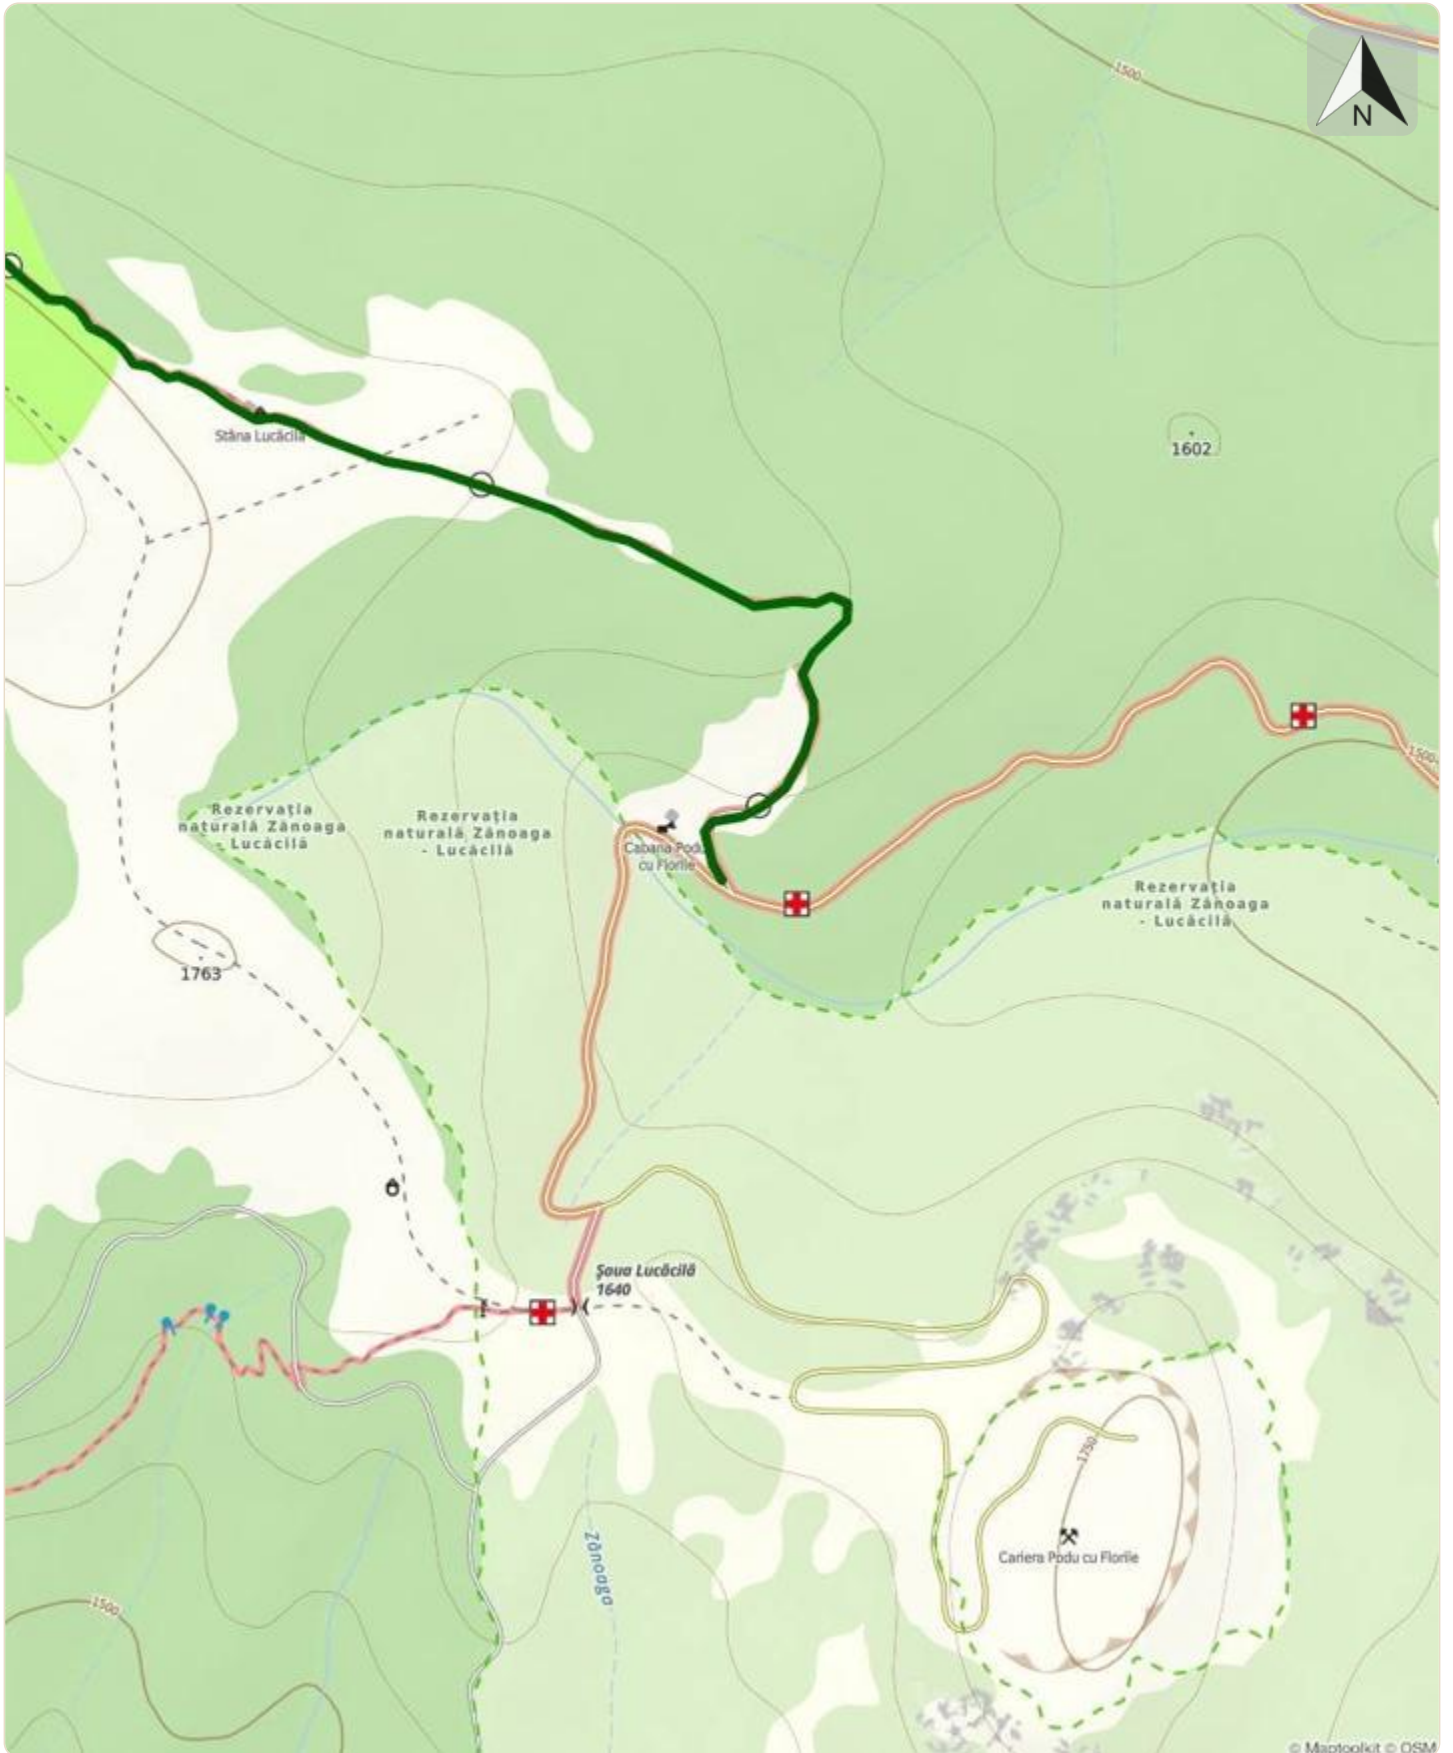 1500
N
Stâna Lucăcilă
1602
1500
Rezervația
naturală Zănoaga
- Lucăcilă
Rezervația
naturală Zănoaga
- Lucăcilă
Cabana Podu
cu Florile
Rezervația
naturală Zănoaga
- Lucăcilă
1763
Șaua Lucăcilă
1640
1750
Zănoaga
Cariera Podu cu Florile
1500
© Maptoolkit © OSM